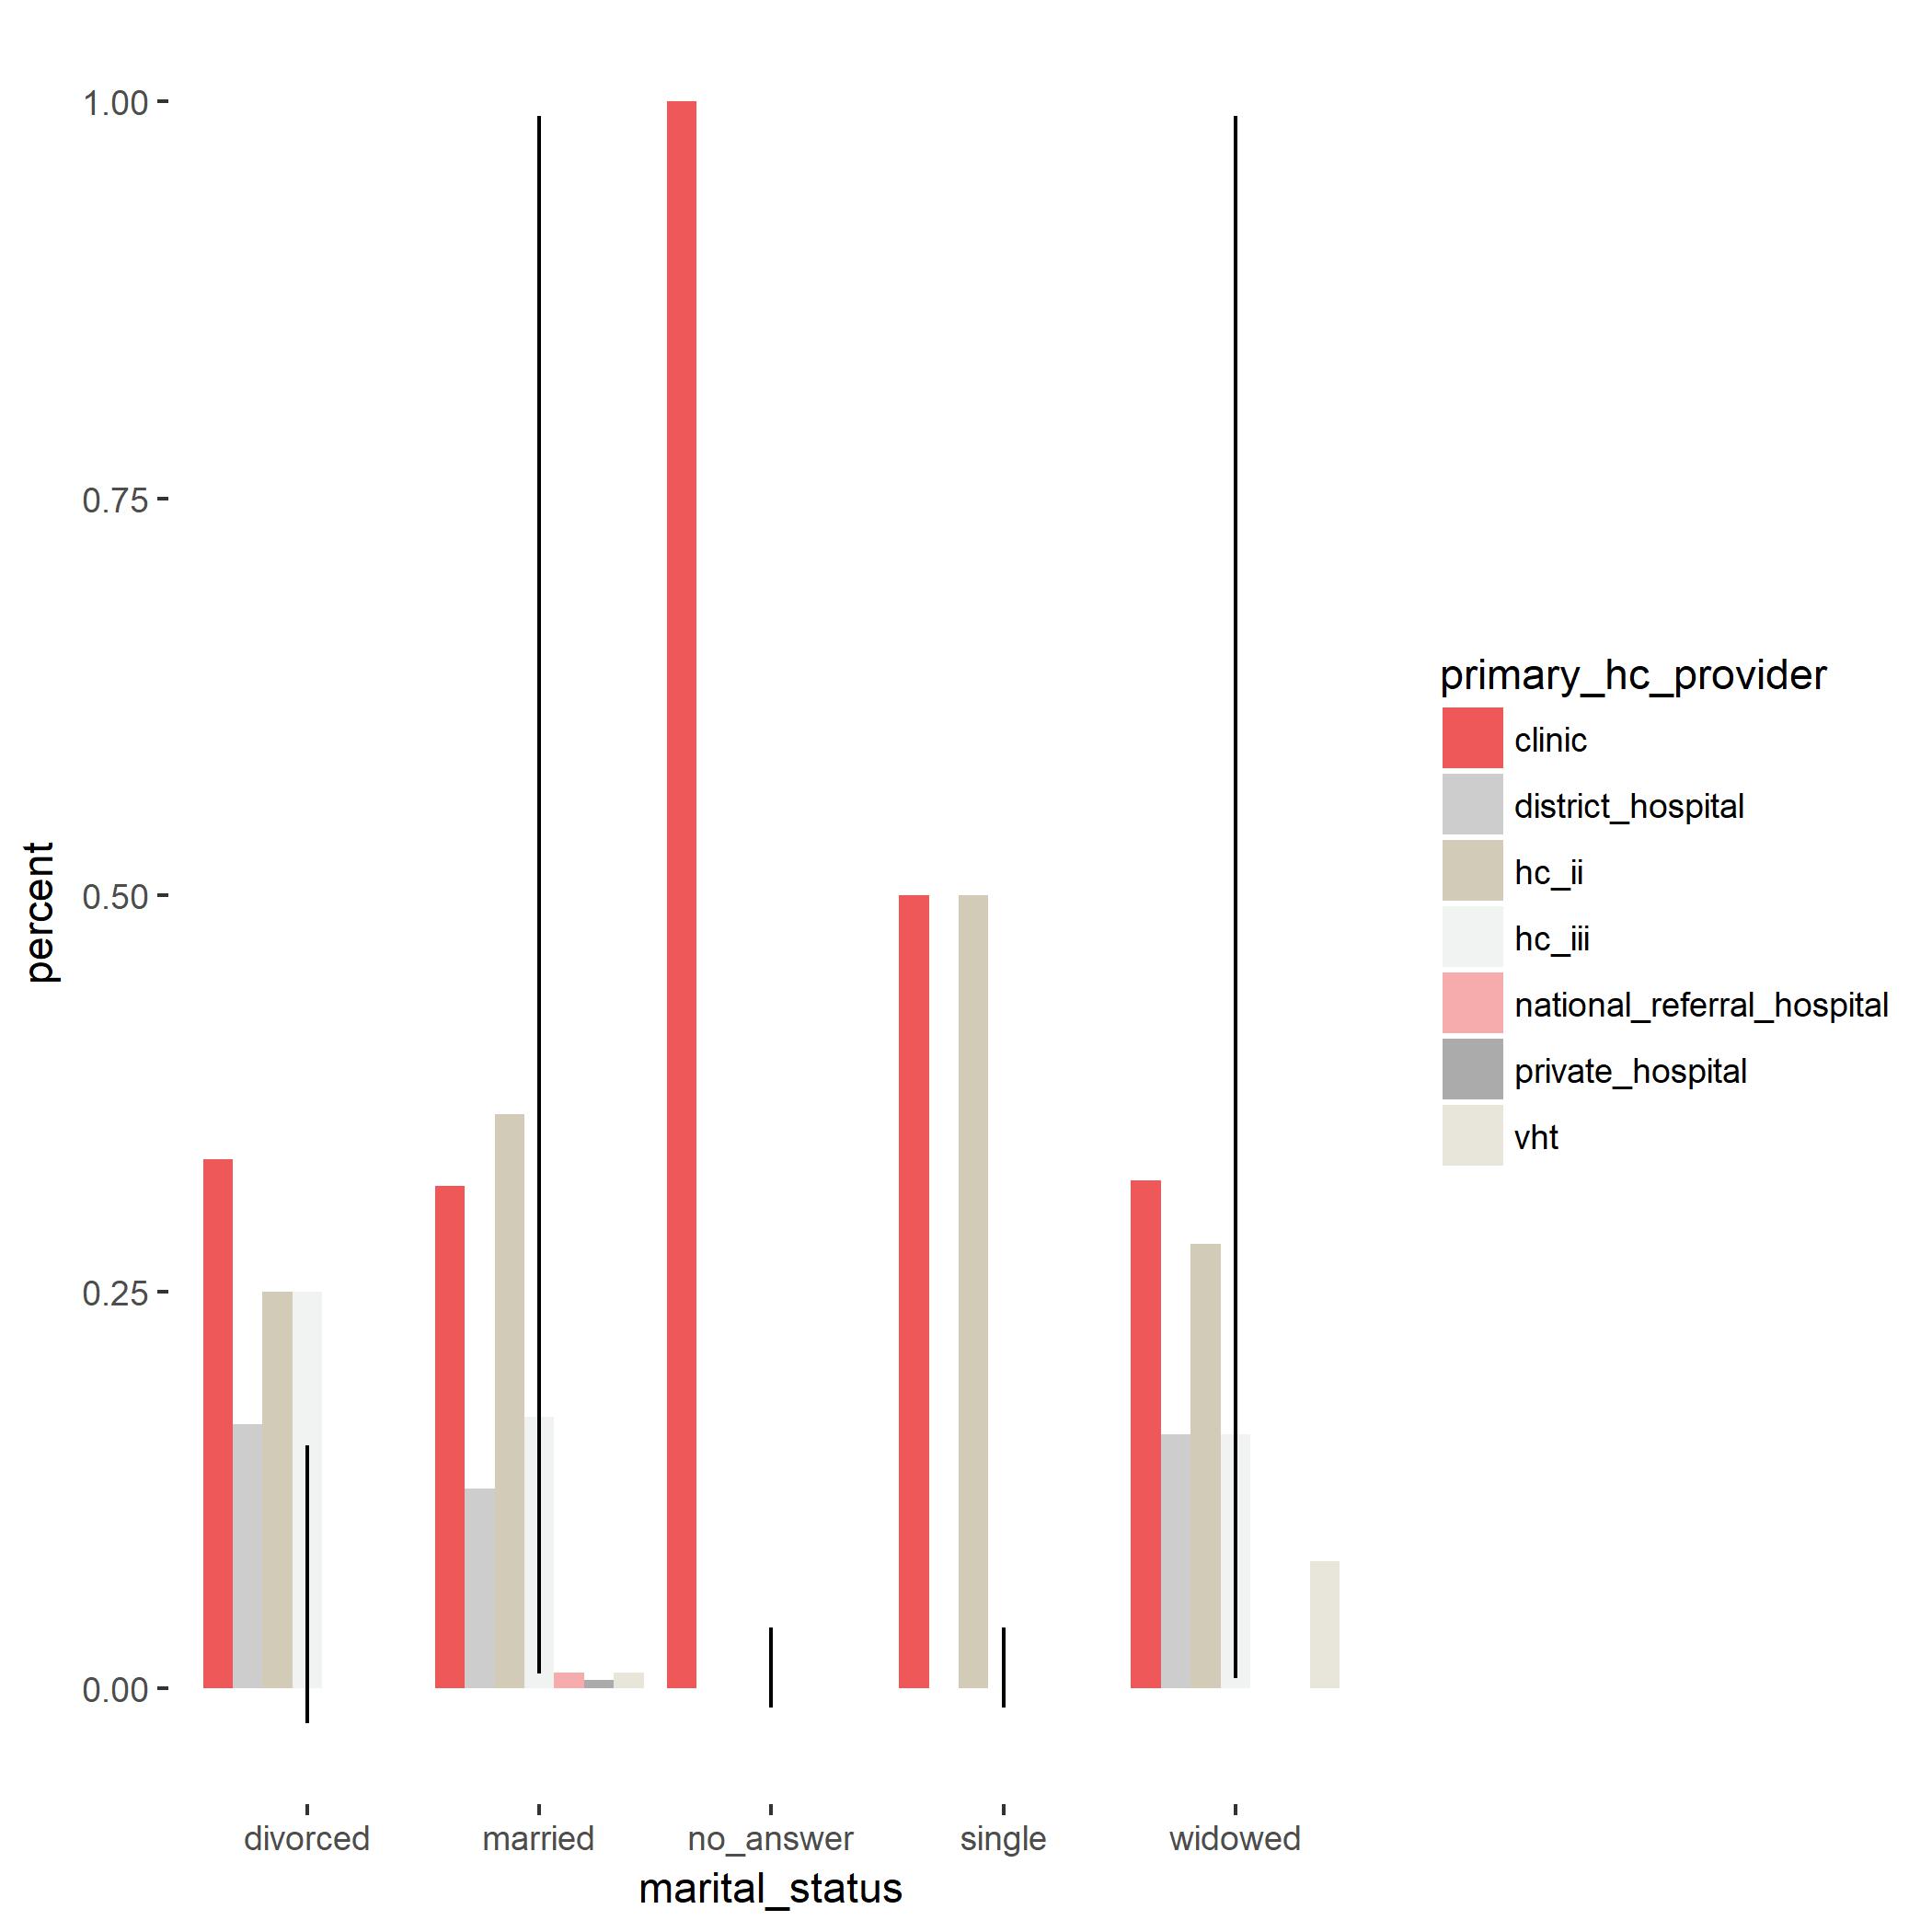 1.00
0.75
0.50
0.25
0.00
percent
divorced married no_answer single widowed
marital_status
primary_hc_provider
clinic
district_hospital
hc_ii
hc_iii
national_referral_hospital
private_hospital
vht